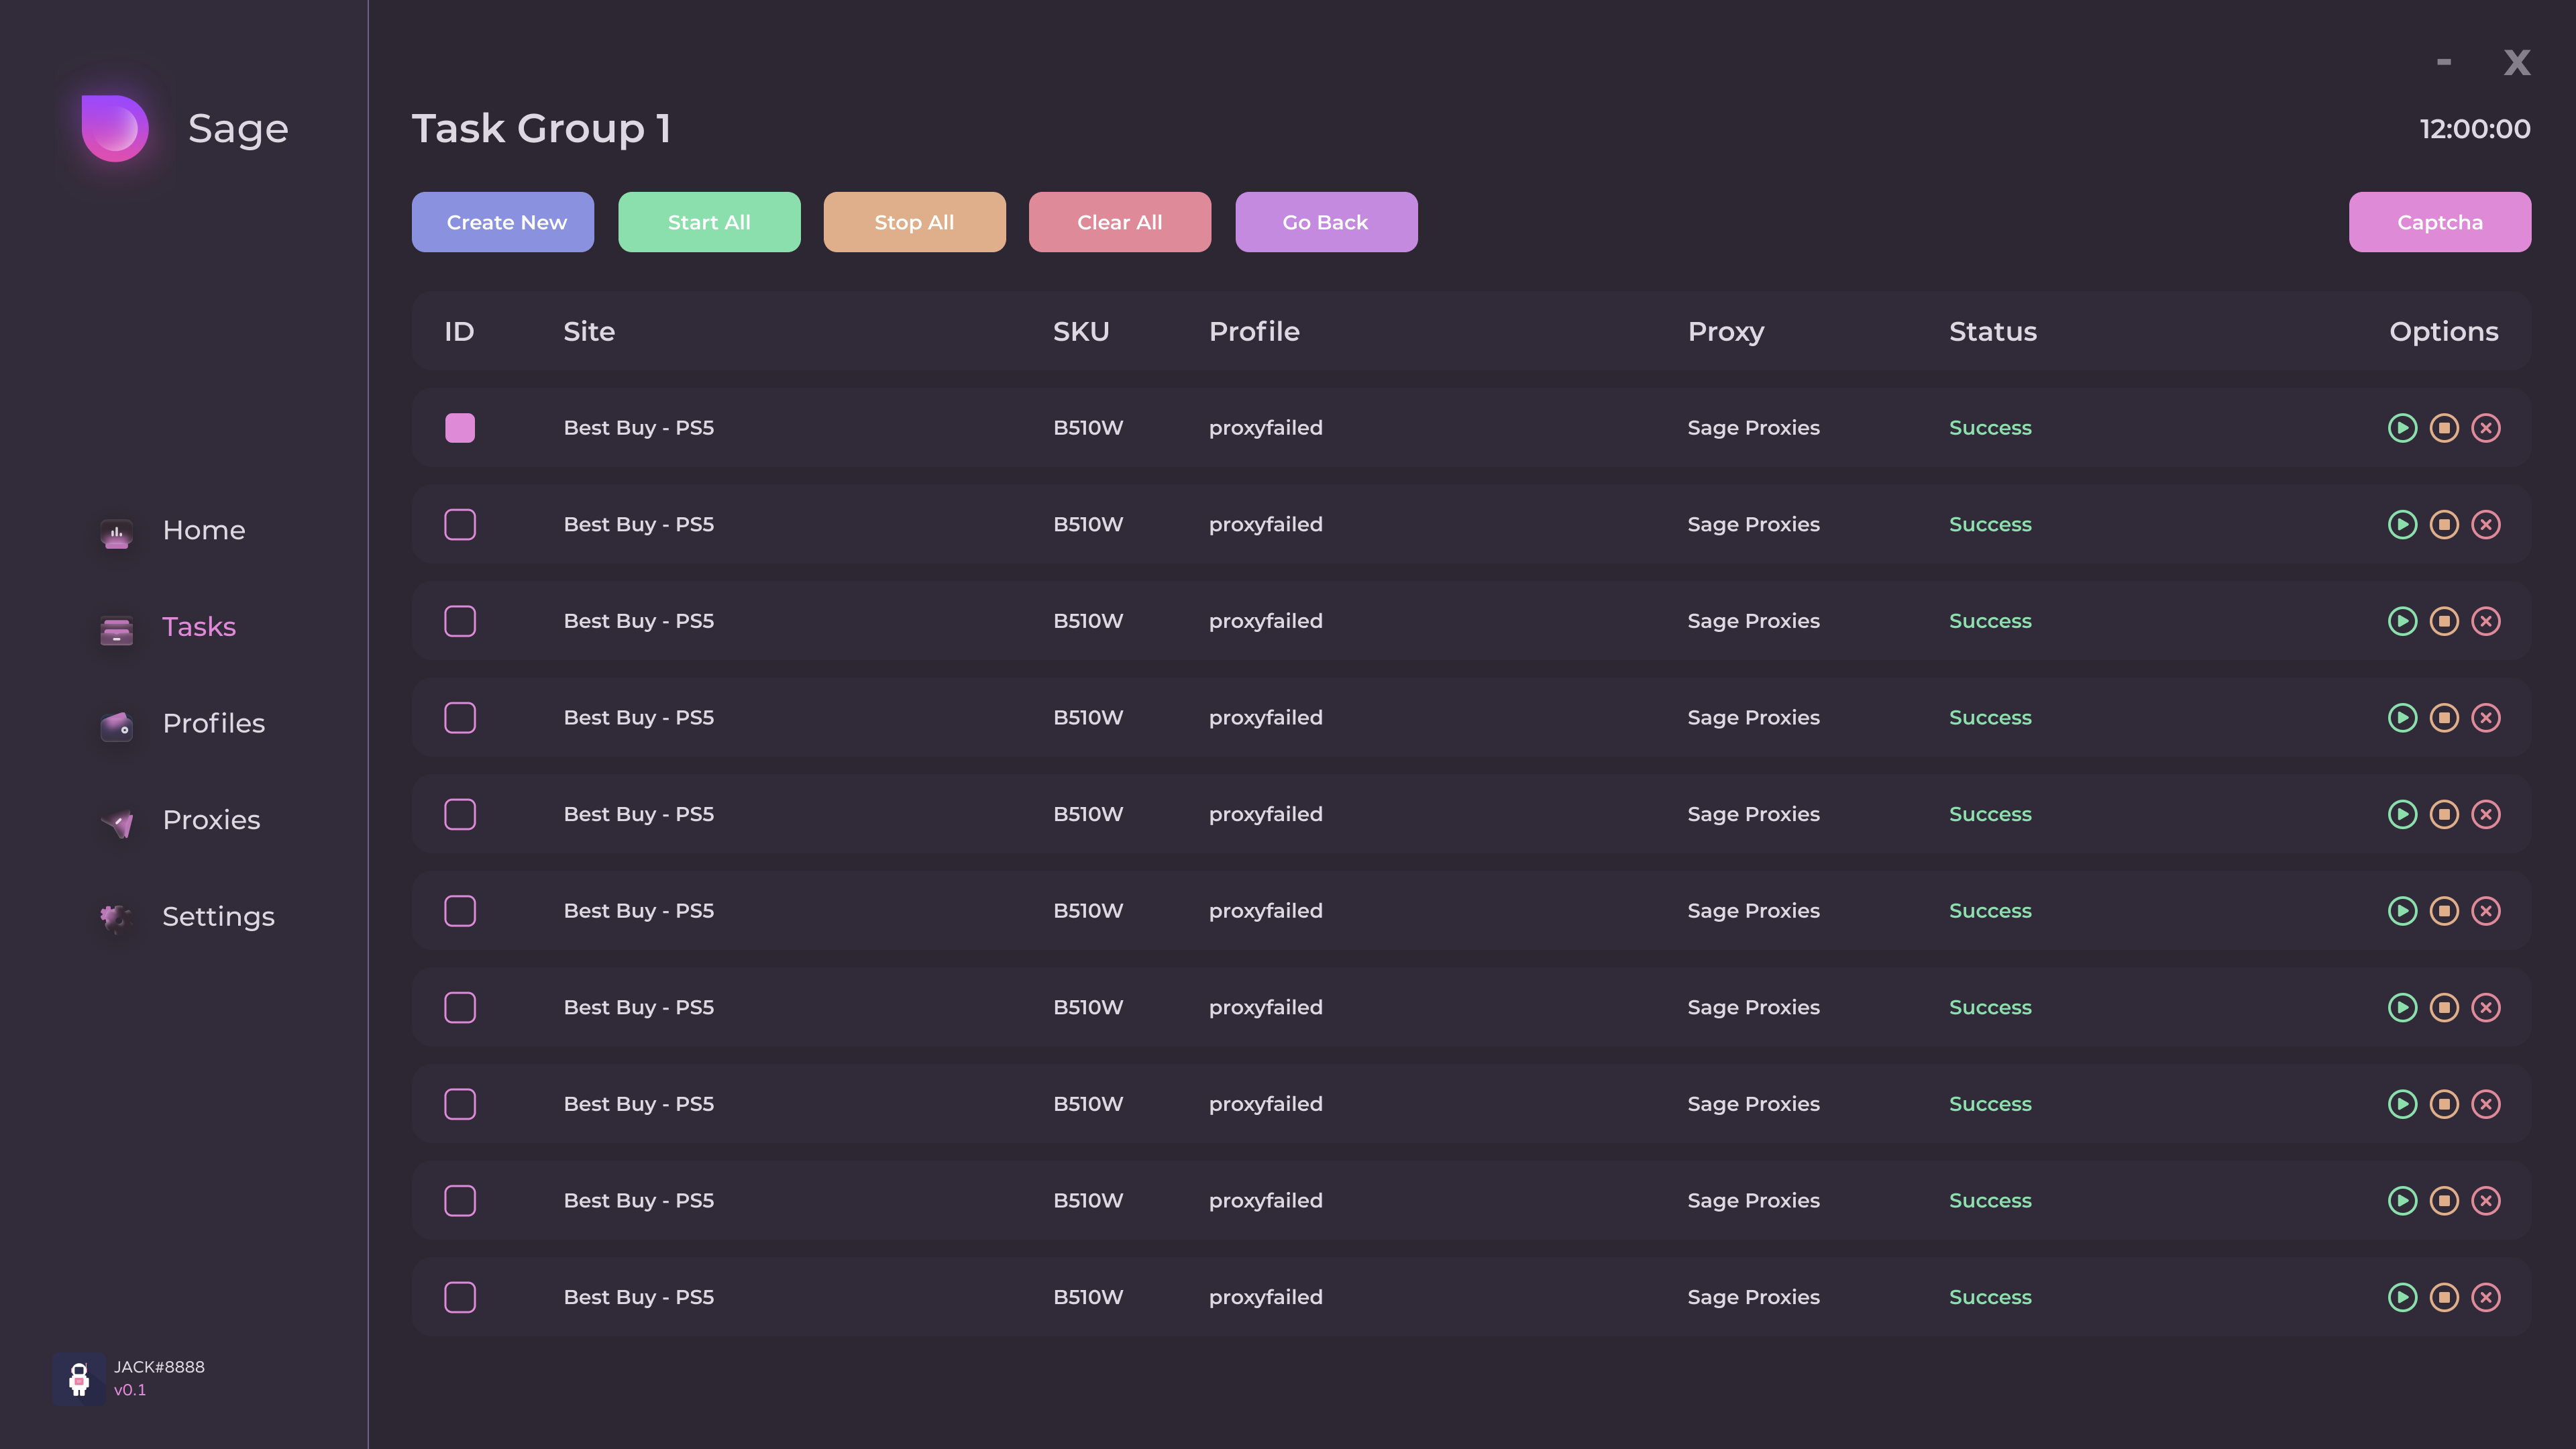 - X
Sage
Task Group 1 12:00:00
Create New Start All Stop All Clear All Go Back Captcha
ID Site SKU Profile Proxy Status Options
Best Buy - PS5 B510W proxyfailed Sage Proxies Success
Best Buy - PS5 B510W proxyfailed Sage Proxies Success
Best Buy - PS5 B510W proxyfailed Sage Proxies Success
Best Buy - PS5 B510W proxyfailed Sage Proxies Success
Best Buy - PS5 B510W proxyfailed Sage Proxies Success
Best Buy - PS5 B510W proxyfailed Sage Proxies Success
Best Buy - PS5 B510W proxyfailed Sage Proxies Success
Best Buy - PS5 B510W proxyfailed Sage Proxies Success
Best Buy - PS5 B510W proxyfailed Sage Proxies Success
Best Buy - PS5 B510W proxyfailed Sage Proxies Success
Home
Tasks
Profiles
Proxies
Settings
JACK#8888
v0.1